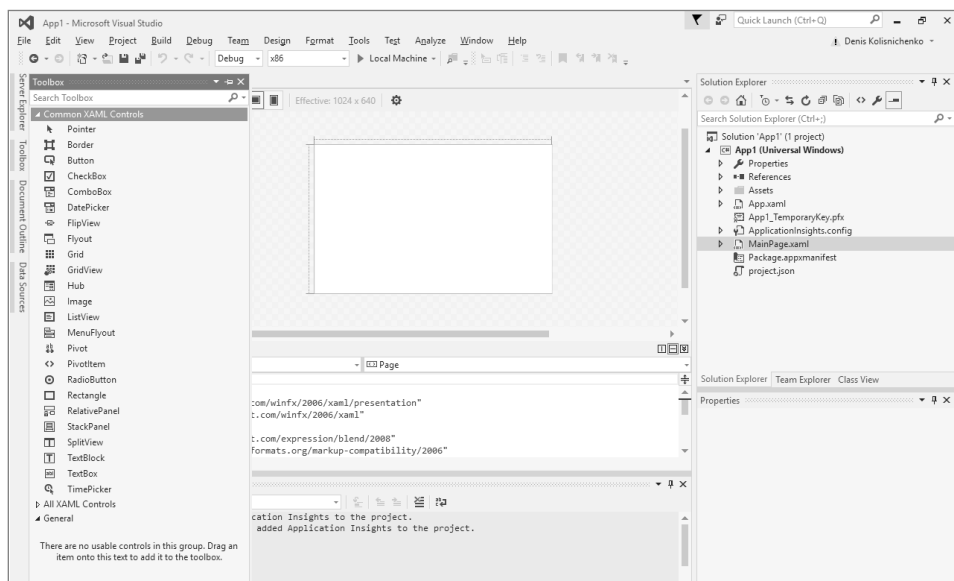 App1 - Microsoft Visual Studio
Quick Launch (Ctrl+Q)
File Edit View Project Build Debug Team Design Format Tools Test Analyze Window Help
Denis Kolisnichenko
Debug x86 Local Machine
Server Explorer
Toolbox
Document Outline
Data Sources
Toolbox
Search Toolbox
Common XAML Controls
Pointer
Border
Button
CheckBox
ComboBox
DatePicker
FlipView
Flyout
Grid
GridView
Hub
Image
ListView
MenuFlyout
Pivot
PivotItem
RadioButton
Rectangle
RelativePanel
StackPanel
SplitView
TextBlock
TextBox
TimePicker
All XAML Controls
General
There are no usable controls in this group. Drag an
item onto this text to add it to the toolbox.
Effective: 1024 x 640
Page
com/winfx/2006/xaml/presentation"
t.com/winfx/2006/xaml"
t.com/expression/blend/2008"
formats.org/markup-compatibility/2006"
cation Insights to the project.
added Application Insights to the project.
Solution Explorer
Search Solution Explorer (Ctrl+;)
Solution 'App1' (1 project)
App1 (Universal Windows)
Properties
References
Assets
App.xaml
App1_TemporaryKey.pfx
ApplicationInsights.config
MainPage.xaml
Package.appxmanifest
project.json
Solution Explorer Team Explorer Class View
Properties